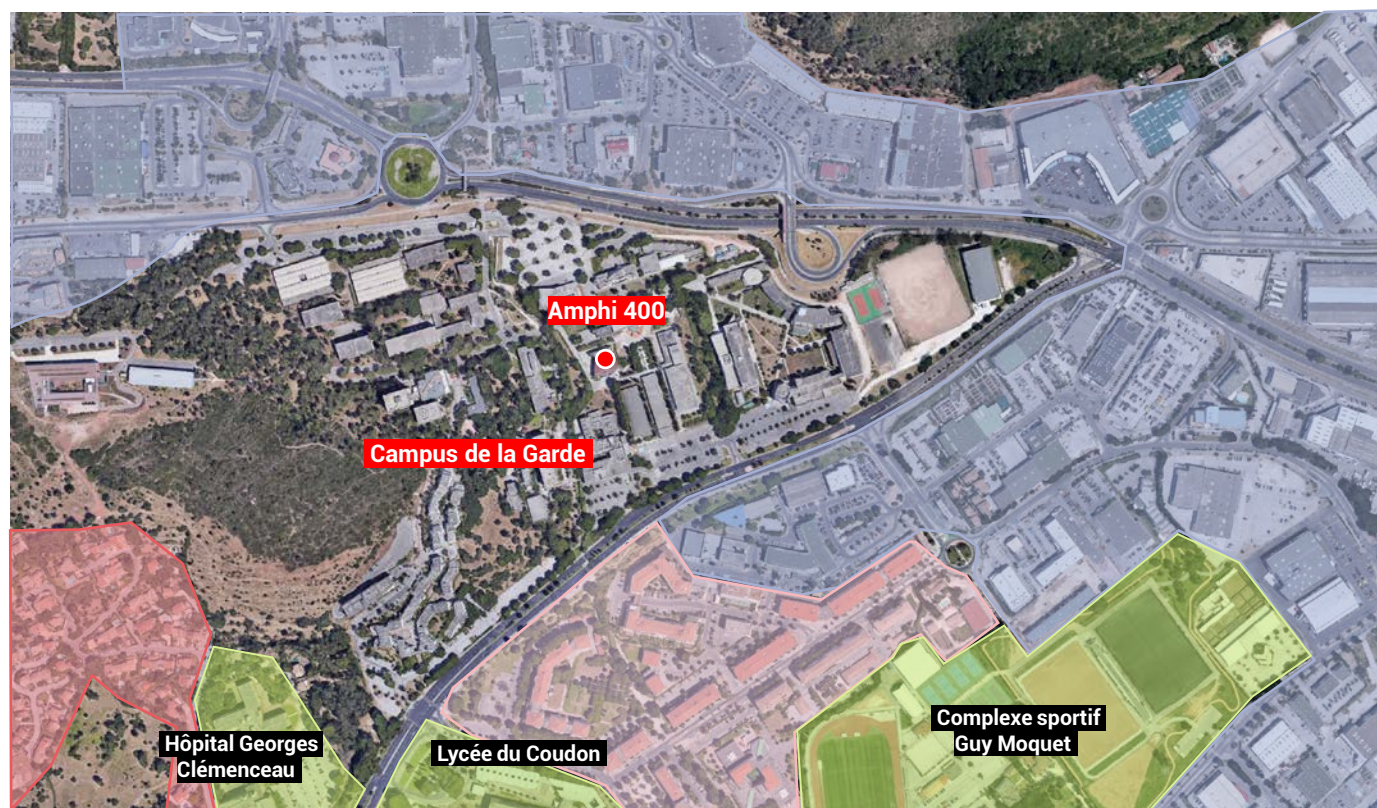 Amphi 400
Campus de la Garde
Hôpital Georges
Clémenceau
Lycée du Coudon
Complexe sportif
Guy Moquet